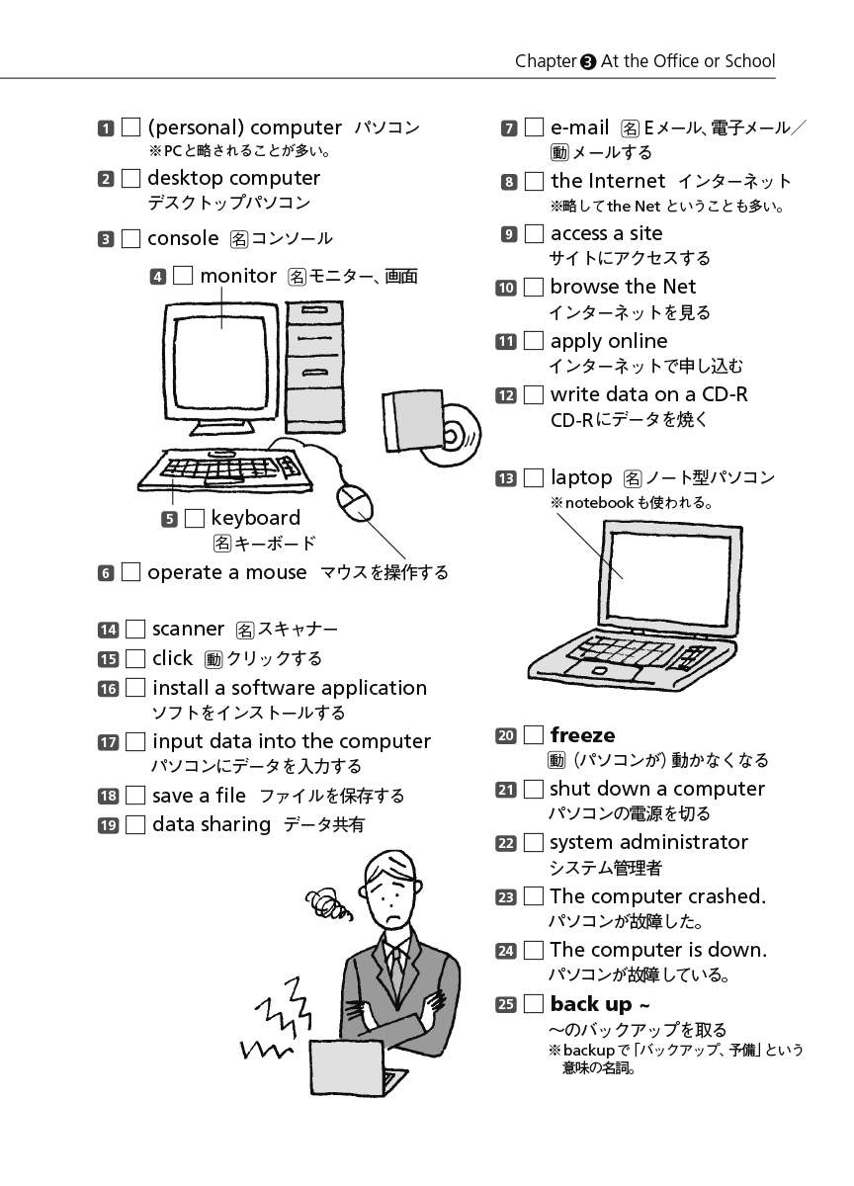 Chapter ❸ At the Office or School
1 □ (personal) computer パソコン
※PCと略されることが多い。
2 □ desktop computer
デスクトップパソコン
3 □ console 名 コンソール
4 □ monitor 名 モニター、画面
5 □ keyboard
名 キーボード
6 □ operate a mouse マウスを操作する
7 □ e-mail 名 Eメール、電子メール／
動 メールする
8 □ the Internet インターネット
※略してthe Net ということも多い。
9 □ access a site
サイトにアクセスする
10 □ browse the Net
インターネットを見る
11 □ apply online
インターネットで申し込む
12 □ write data on a CD-R
CD-Rにデータを焼く
13 □ laptop 名 ノート型パソコン
※notebookも使われる。
14 □ scanner 名 スキャナー
15 □ click 動 クリックする
16 □ install a software application
ソフトをインストールする
17 □ input data into the computer
パソコンにデータを入力する
18 □ save a file ファイルを保存する
19 □ data sharing データ共有
20 □ freeze
動 （パソコンが）動かなくなる
21 □ shut down a computer
パソコンの電源を切る
22 □ system administrator
システム管理者
23 □ The computer crashed.
パソコンが故障した。
24 □ The computer is down.
パソコンが故障している。
25 □ back up ~
～のバックアップを取る
※backupで「バックアップ、予備」という
意味の名詞。